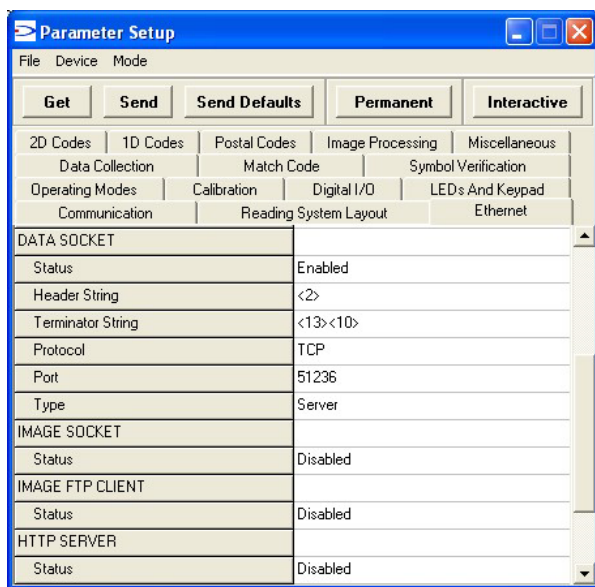 Parameter Setup
File Device Mode
Get Send Send Defaults Permanent Interactive
2D Codes 1D Codes Postal Codes Image Processing Miscellaneous
Data Collection Match Code Symbol Verification
Operating Modes Calibration Digital I/O LEDs And Keypad
Communication Reading System Layout Ethernet
DATA SOCKET
Status Enabled
Header String <2>
Terminator String <13><10>
Protocol TCP
Port 51236
Type Server
IMAGE SOCKET
Status Disabled
IMAGE FTP CLIENT
Status Disabled
HTTP SERVER
Status Disabled